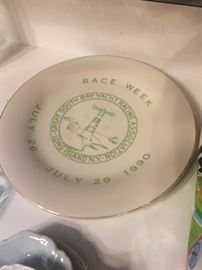 RACE WEEK
GREAT SOUTH BAY YACHT RACING ASSOCIATION
LONG ISLAND N.Y.
JULY 26 - JULY 29 1990